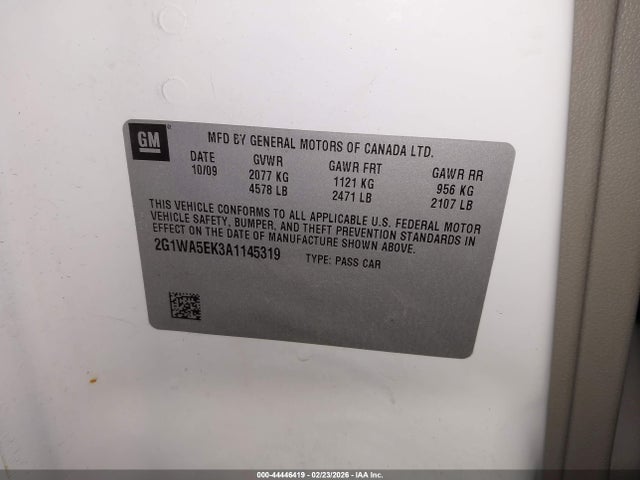 GM
MFD BY GENERAL MOTORS OF CANADA LTD.
DATE GVWR GAWR FRT GAWR RR
10/09 2077 KG 1121 KG 956 KG
4578 LB 2471 LB 2107 LB
THIS VEHICLE CONFORMS TO ALL APPLICABLE U.S. FEDERAL MOTOR
VEHICLE SAFETY, BUMPER, AND THEFT PREVENTION STANDARDS IN
EFFECT ON THE DATE OF MANUFACTURE SHOWN ABOVE.
2G1WA5EK3A1145319 TYPE: PASS CAR
000-44446419 - 02/23/2026 - IAA Inc.